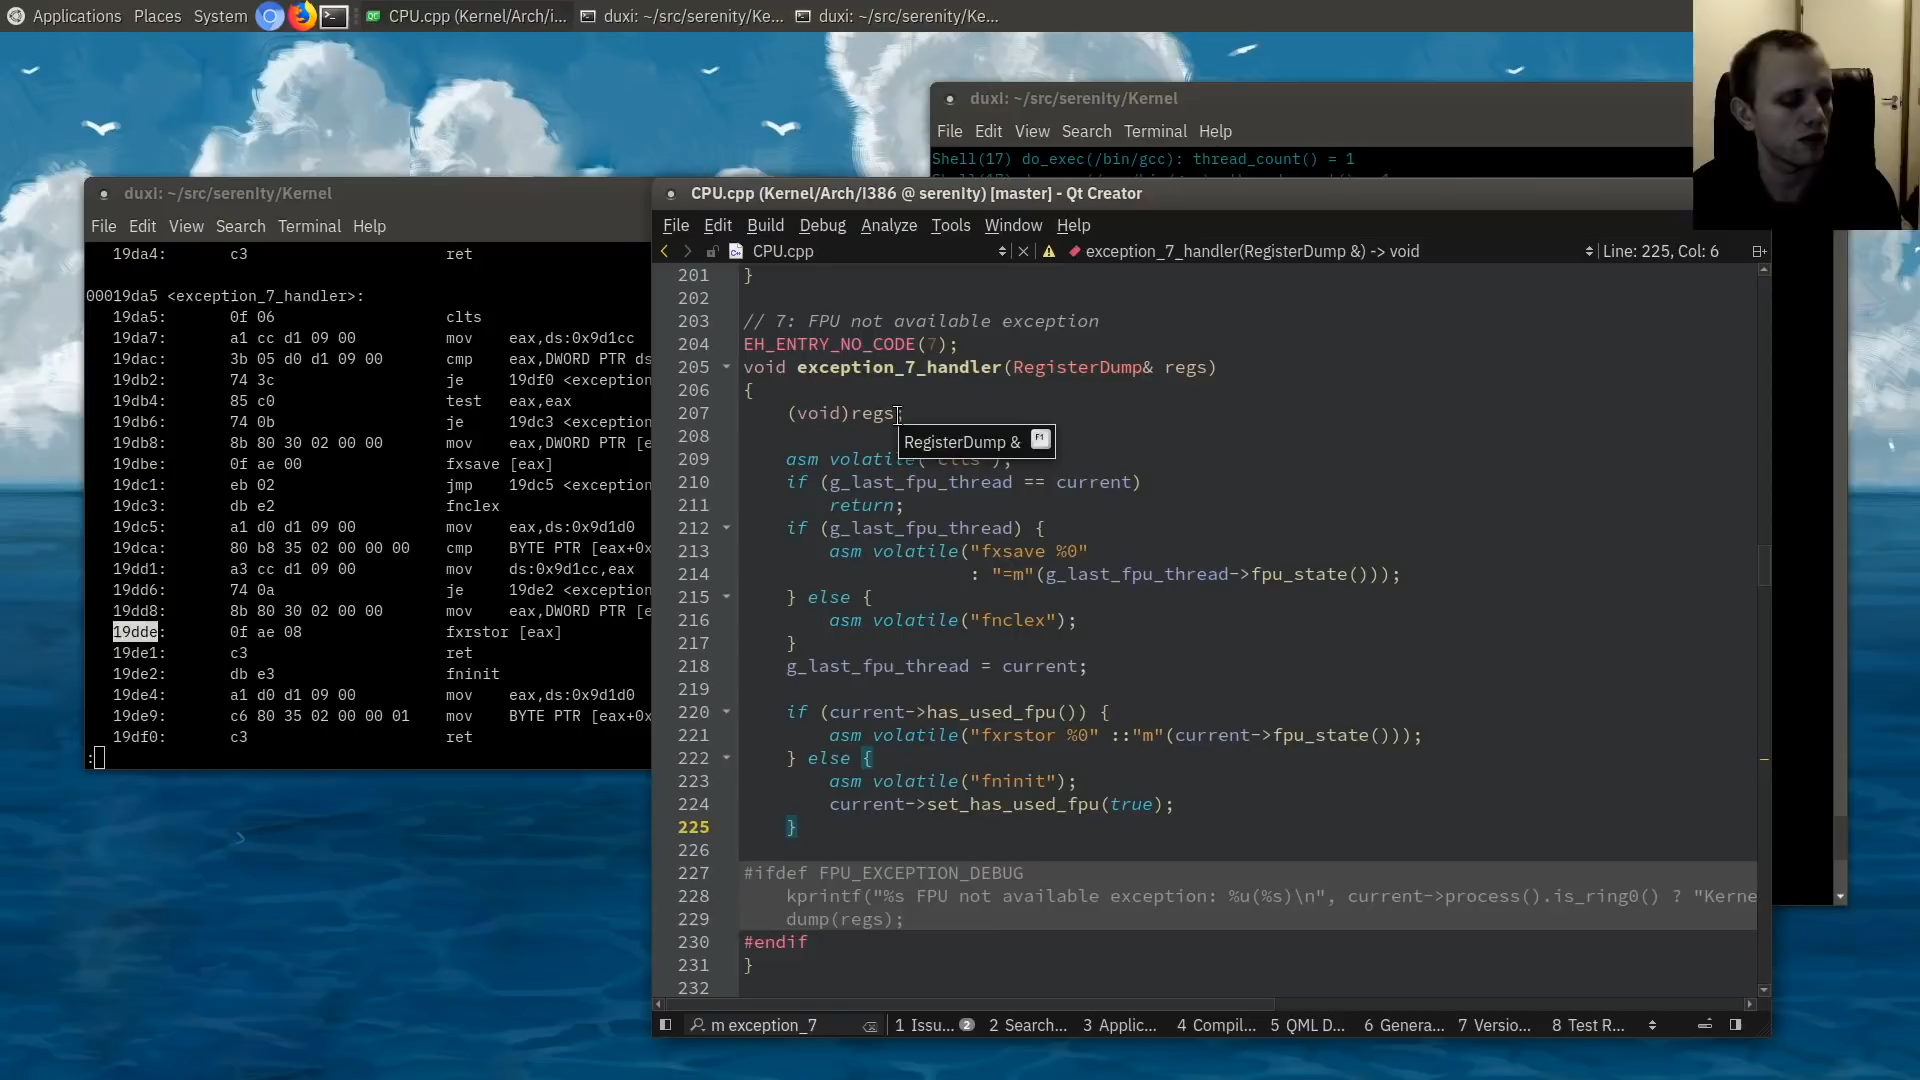 Applications Places System CPU.cpp (Kernel/Arch/i... duxi: ~/src/serenity/Ke... duxi: ~/src/serenity/Ke...
duxi: ~/src/serenity/Kernel
File Edit View Search Terminal Help
Shell(17) do_exec(/bin/gcc): thread_count() = 1
duxi: ~/src/serenity/Kernel
File Edit View Search Terminal Help
19da4: c3 ret
00019da5 <exception_7_handler>:
19da5: 0f 06 clts
19da7: a1 cc d1 09 00 mov eax,ds:0x9d1cc
19dac: 3b 05 d0 d1 09 00 cmp eax,DWORD PTR ds
19db2: 74 3c je 19df0 <exception
19db4: 85 c0 test eax,eax
19db6: 74 0b je 19dc3 <exception
19db8: 8b 80 30 02 00 00 mov eax,DWORD PTR [e
19dbe: 0f ae 00 fxsave [eax]
19dc1: eb 02 jmp 19dc5 <exception
19dc3: db e2 fnclex
19dc5: a1 d0 d1 09 00 mov eax,ds:0x9d1d0
19dca: 80 b8 35 02 00 00 00 cmp BYTE PTR [eax+0x
19dd1: a3 cc d1 09 00 mov ds:0x9d1cc,eax
19dd6: 74 0a je 19de2 <exception
19dd8: 8b 80 30 02 00 00 mov eax,DWORD PTR [e
19dde: 0f ae 08 fxrstor [eax]
19de1: c3 ret
19de2: db e3 fninit
19de4: a1 d0 d1 09 00 mov eax,ds:0x9d1d0
19de9: c6 80 35 02 00 00 01 mov BYTE PTR [eax+0x
19df0: c3 ret
:
CPU.cpp (Kernel/Arch/i386 @ serenity) [master] - Qt Creator
File Edit Build Debug Analyze Tools Window Help
CPU.cpp exception_7_handler(RegisterDump &) -> void Line: 225, Col: 6
201 }
202
203 // 7: FPU not available exception
204 EH_ENTRY_NO_CODE(7);
205 void exception_7_handler(RegisterDump& regs)
206 {
207 (void)regs;
208
RegisterDump & F1
209 asm volatile("clts");
210 if (g_last_fpu_thread == current)
211 return;
212 if (g_last_fpu_thread) {
213 asm volatile("fxsave %0"
214 : "=m"(g_last_fpu_thread->fpu_state()));
215 } else {
216 asm volatile("fnclex");
217 }
218 g_last_fpu_thread = current;
219
220 if (current->has_used_fpu()) {
221 asm volatile("fxrstor %0" ::"m"(current->fpu_state()));
222 } else {
223 asm volatile("fninit");
224 current->set_has_used_fpu(true);
225 }
226
227 #ifdef FPU_EXCEPTION_DEBUG
228 kprintf("%s FPU not available exception: %u(%s)\n", current->process().is_ring0() ? "Kerne
229 dump(regs);
230 #endif
231 }
232
m exception_7 1 Issu... 2 2 Search... 3 Applic... 4 Compil... 5 QML D... 6 Genera... 7 Versio... 8 Test R...